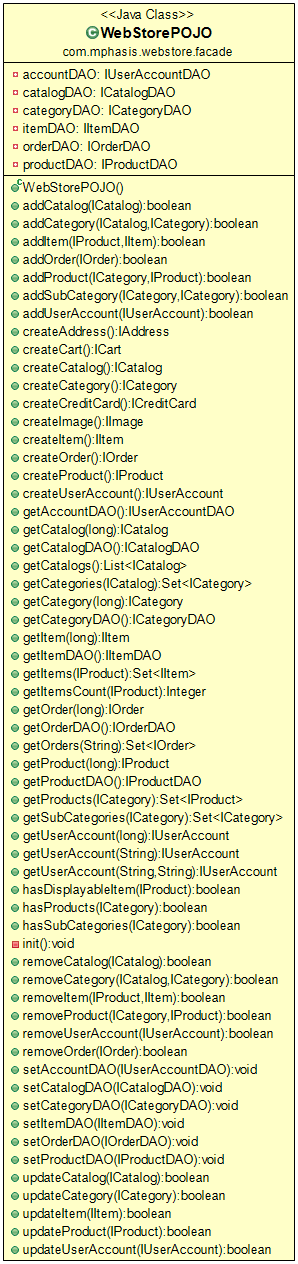 <<Java Class>>
WebStorePOJO
com.mphasis.webstore.facade
accountDAO: IUserAccountDAO
catalogDAO: ICatalogDAO
categoryDAO: ICategoryDAO
itemDAO: IItemDAO
orderDAO: IOrderDAO
productDAO: IProductDAO
WebStorePOJO()
addCatalog(ICatalog):boolean
addCategory(ICatalog,ICategory):boolean
addItem(IProduct,IItem):boolean
addOrder(IOrder):boolean
addProduct(ICategory,IProduct):boolean
addSubCategory(ICategory,ICategory):boolean
addUserAccount(IUserAccount):boolean
createAddress():IAddress
createCart():ICart
createCatalog():ICatalog
createCategory():ICategory
createCreditCard():ICreditCard
createImage():IImage
createItem():IItem
createOrder():IOrder
createProduct():IProduct
createUserAccount():IUserAccount
getAccountDAO():IUserAccountDAO
getCatalog(long):ICatalog
getCatalogDAO():ICatalogDAO
getCatalogs():List<ICatalog>
getCategories(ICatalog):Set<ICategory>
getCategory(long):ICategory
getCategoryDAO():ICategoryDAO
getItem(long):IItem
getItemDAO():IItemDAO
getItems(IProduct):Set<IItem>
getItemsCount(IProduct):Integer
getOrder(long):IOrder
getOrderDAO():IOrderDAO
getOrders(String):Set<IOrder>
getProduct(long):IProduct
getProductDAO():IProductDAO
getProducts(ICategory):Set<IProduct>
getSubCategories(ICategory):Set<ICategory>
getUserAccount(long):IUserAccount
getUserAccount(String):IUserAccount
getUserAccount(String,String):IUserAccount
hasDisplayableItem(IProduct):boolean
hasProducts(ICategory):boolean
hasSubCategories(ICategory):boolean
init():void
removeCatalog(ICatalog):boolean
removeCategory(ICatalog,ICategory):boolean
removeItem(IProduct,IItem):boolean
removeProduct(ICategory,IProduct):boolean
removeUserAccount(IUserAccount):boolean
removeOrder(IOrder):boolean
setAccountDAO(IUserAccountDAO):void
setCatalogDAO(ICatalogDAO):void
setCategoryDAO(ICategoryDAO):void
setItemDAO(IItemDAO):void
setOrderDAO(IOrderDAO):void
setProductDAO(IProductDAO):void
updateCatalog(ICatalog):boolean
updateCategory(ICategory):boolean
updateItem(IItem):boolean
updateProduct(IProduct):boolean
updateUserAccount(IUserAccount):boolean